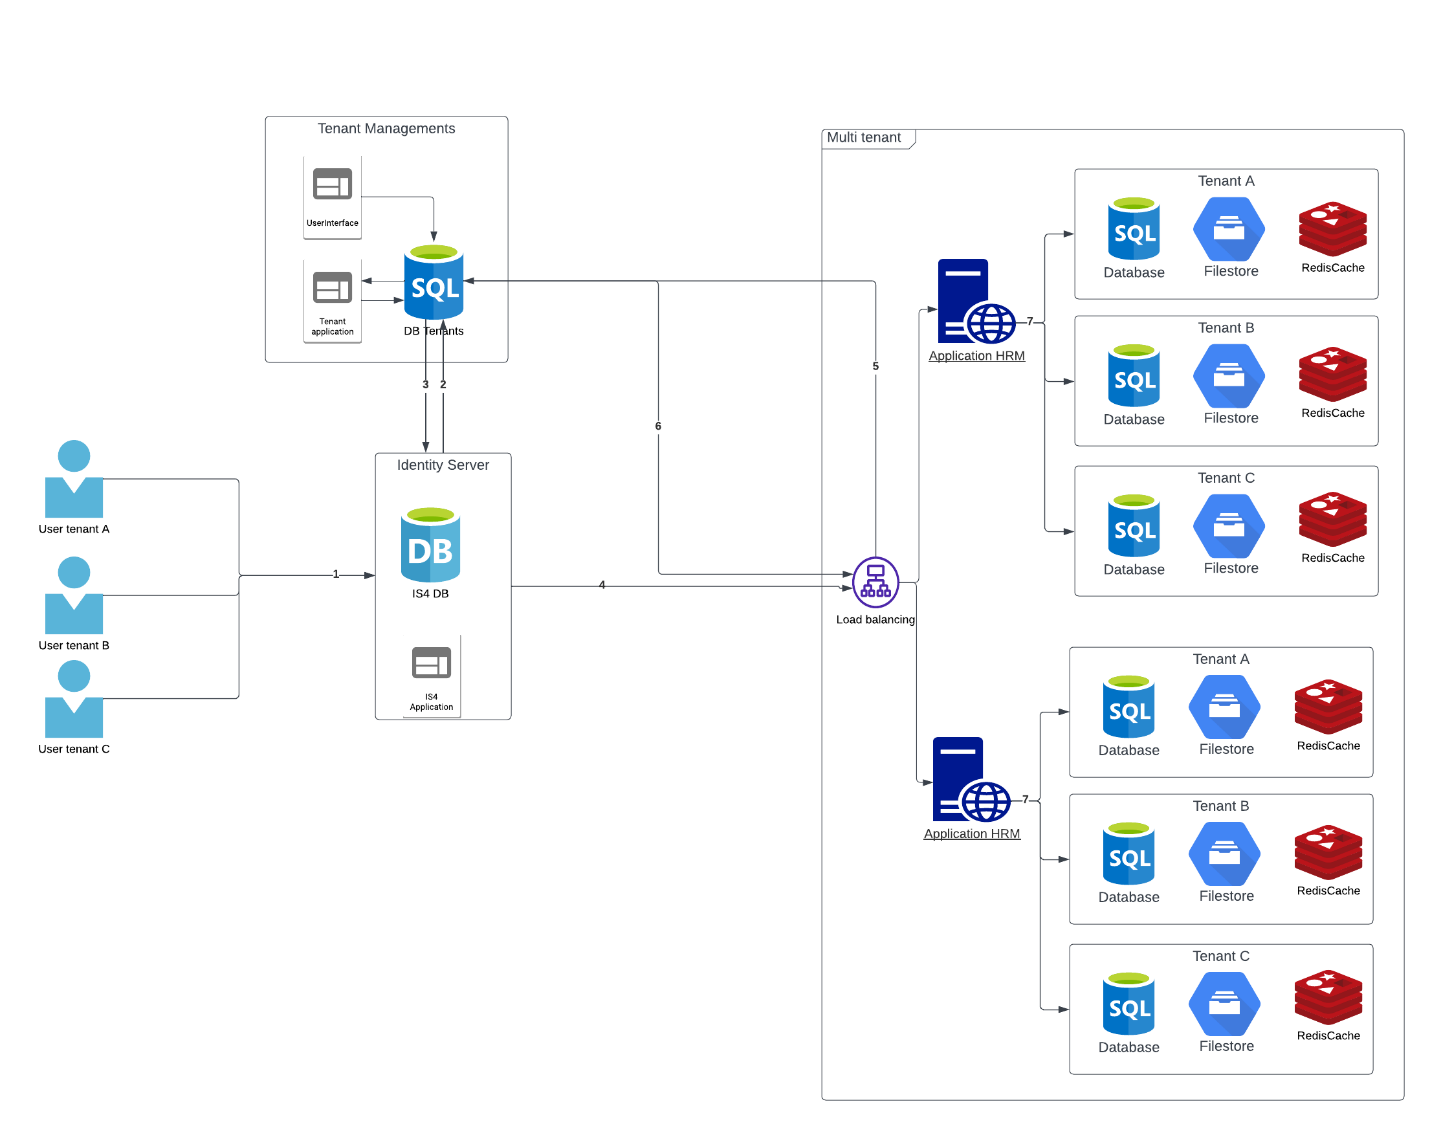 Tenant Managements
UserInterface
Tenant
application
SQL
DB Tenants
3
2
User tenant A
User tenant B
User tenant C
1
Identity Server
DB
IS4 DB
IS4
Application
4
5
6
Load balancing
Multi tenant
Application HRM
7
Tenant A
SQL
Database
Filestore
RedisCache
Tenant B
SQL
Database
Filestore
RedisCache
Tenant C
SQL
Database
Filestore
RedisCache
Application HRM
7
Tenant A
SQL
Database
Filestore
RedisCache
Tenant B
SQL
Database
Filestore
RedisCache
Tenant C
SQL
Database
Filestore
RedisCache